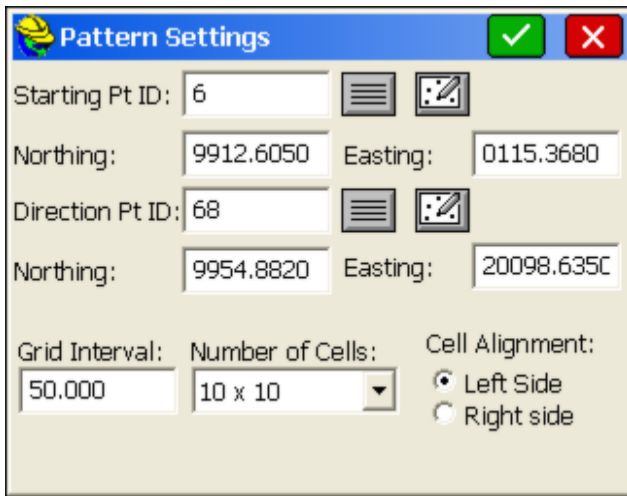 Pattern Settings
Starting Pt ID: 6
Northing: 9912.6050 Easting: 0115.3680
Direction Pt ID: 68
Northing: 9954.8820 Easting: 20098.635C
Grid Interval: Number of Cells: Cell Alignment:
50.000 10 x 10 Left Side
Right side